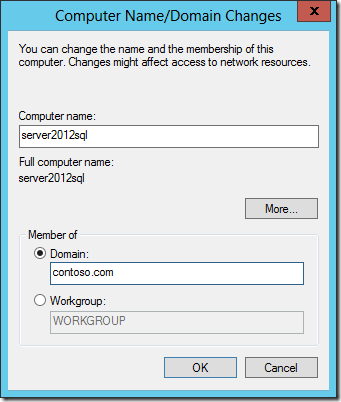 Computer Name/Domain Changes
x
You can change the name and the membership of this
computer. Changes might affect access to network resources.
Computer name:
server2012sql
Full computer name:
server2012sql
More...
Member of
Domain:
contoso.com
Workgroup:
WORKGROUP
OK
Cancel